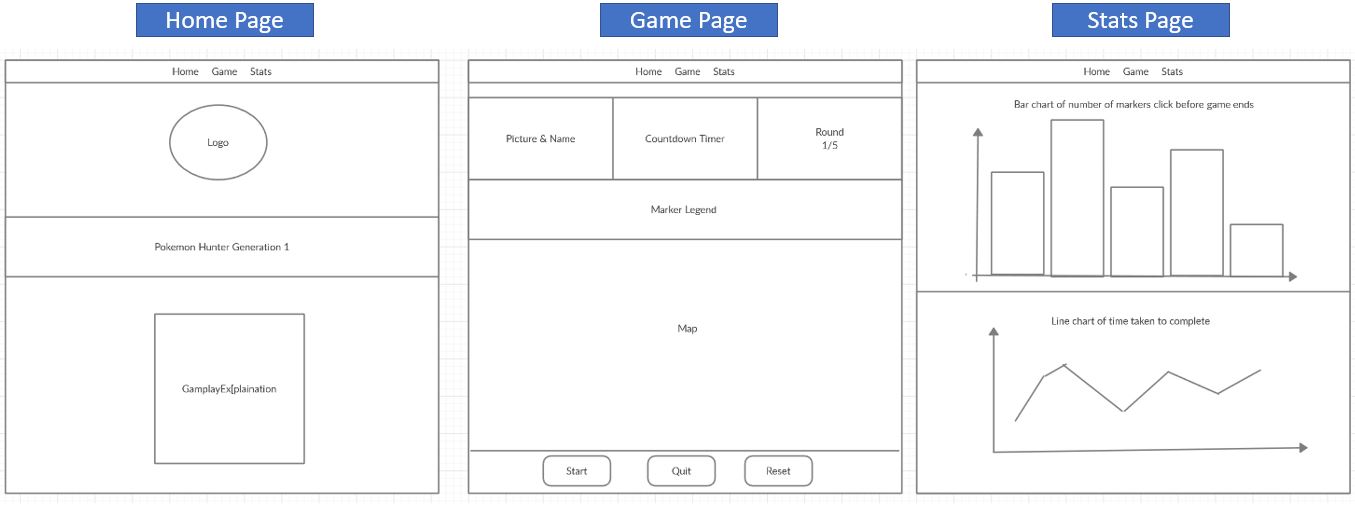 Home Page
Home Game Stats
Logo
Pokemon Hunter Generation 1
GamplayEx[plaination
Game Page
Home Game Stats
Picture & Name
Countdown Timer
Round
1/5
Marker Legend
Map
Start
Quit
Reset
Stats Page
Home Game Stats
Bar chart of number of markers click before game ends
Line chart of time taken to complete